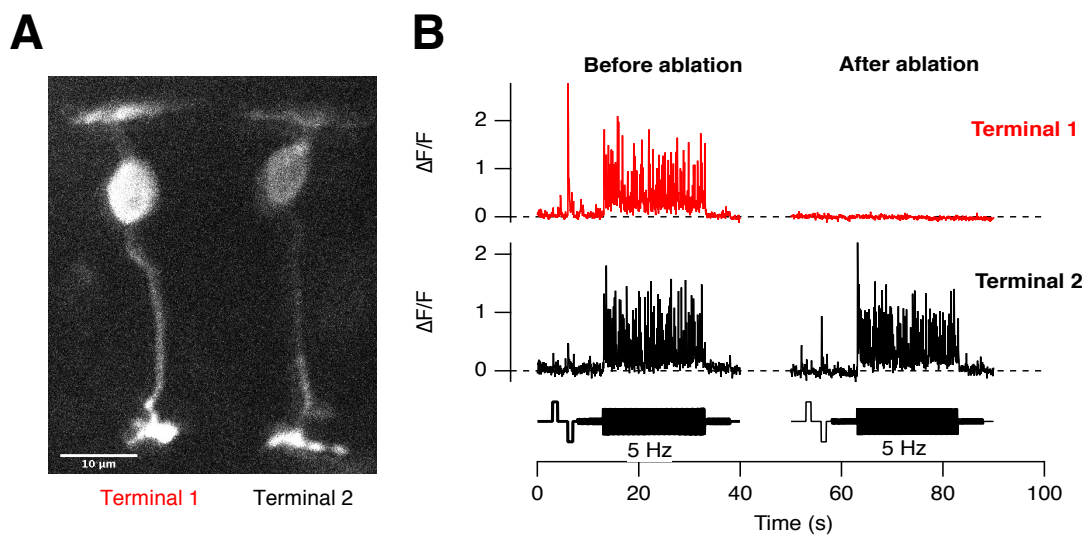 A
B
Before ablation
After ablation
2
1
0
ΔF/F
Terminal 1
2
1
0
ΔF/F
Terminal 2
10 µm
Terminal 1
Terminal 2
5 Hz
5 Hz
0
20
40
60
80
100
Time (s)